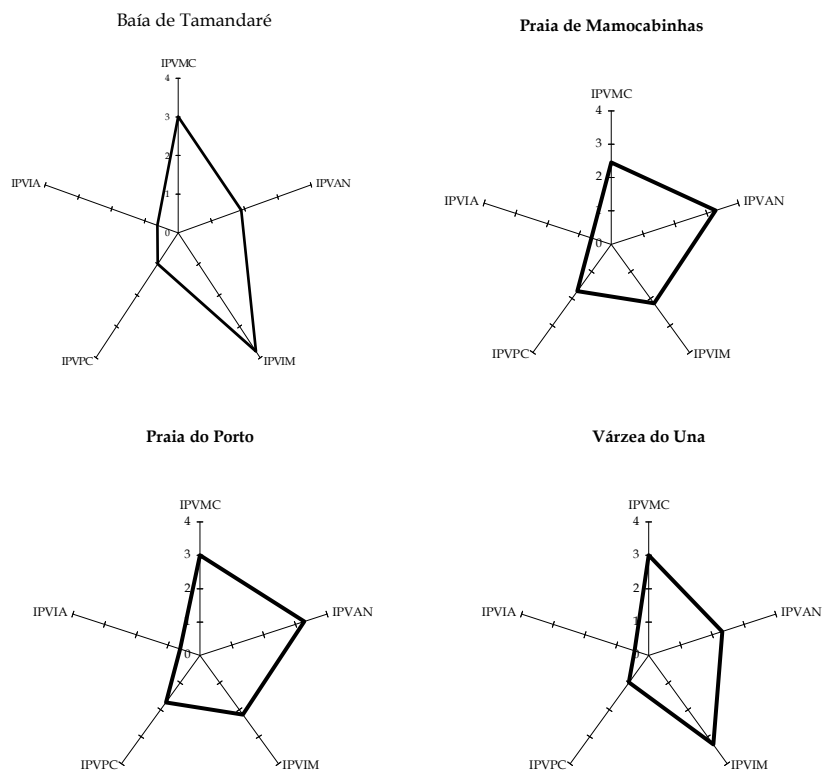 Baía de Tamandaré
IPVMC
4
3
2
1
0
IPVAN
IPVIM
IPVPC
IPVIA
Praia de Mamocabinhas
IPVMC
4
3
2
1
0
IPVAN
IPVIM
IPVPC
IPVIA
Praia do Porto
IPVMC
4
3
2
1
0
IPVAN
IPVIM
IPVPC
IPVIA
Várzea do Una
IPVMC
4
3
2
1
0
IPVAN
IPVIM
IPVPC
IPVIA